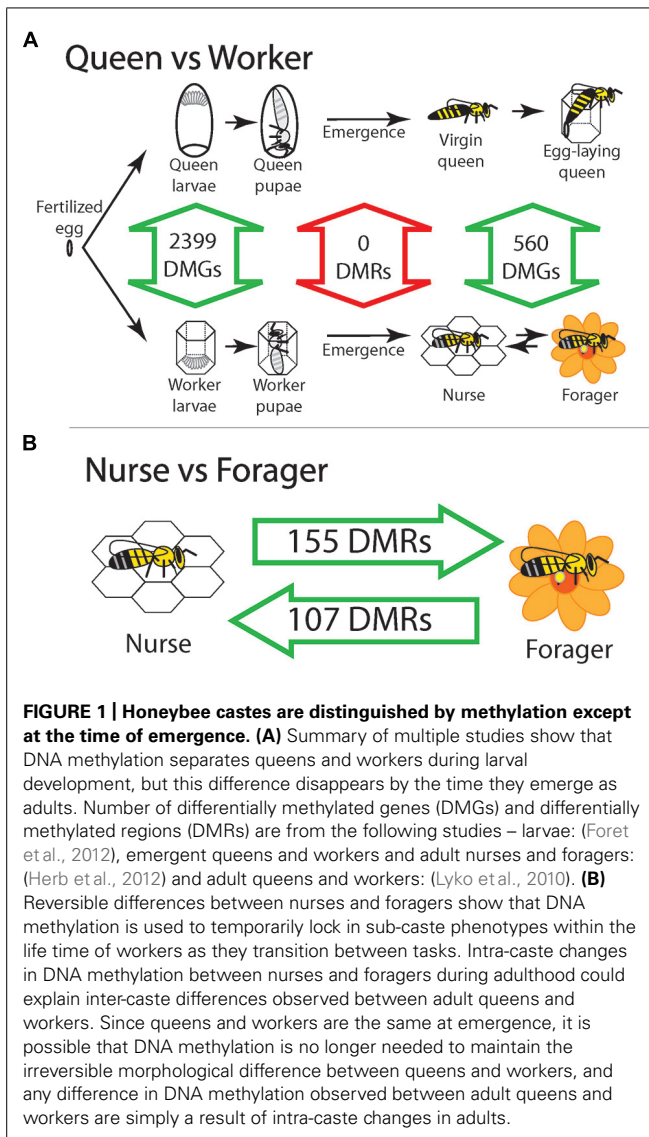 A
Queen vs Worker
Queen
larvae
Queen
pupae
Emergence
Virgin
queen
Egg-laying
queen
Fertilized
egg
2399
DMGs
0
DMRs
560
DMGs
Worker
larvae
Worker
pupae
Emergence
Nurse
Forager
B
Nurse vs Forager
155 DMRs
107 DMRs
Nurse
Forager
FIGURE 1 | Honeybee castes are distinguished by methylation except
at the time of emergence. (A) Summary of multiple studies show that
DNA methylation separates queens and workers during larval
development, but this difference disappears by the time they emerge as
adults. Number of differentially methylated genes (DMGs) and differentially
methylated regions (DMRs) are from the following studies – larvae: (Foret
et al., 2012), emergent queens and workers and adult nurses and foragers:
(Herb et al., 2012) and adult queens and workers: (Lyko et al., 2010). (B)
Reversible differences between nurses and foragers show that DNA
methylation is used to temporarily lock in sub-caste phenotypes within the
life time of workers as they transition between tasks. Intra-caste changes
in DNA methylation between nurses and foragers during adulthood could
explain inter-caste differences observed between adult queens and
workers. Since queens and workers are the same at emergence, it is
possible that DNA methylation is no longer needed to maintain the
irreversible morphological difference between queens and workers, and
any difference in DNA methylation observed between adult queens and
workers are simply a result of intra-caste changes in adults.